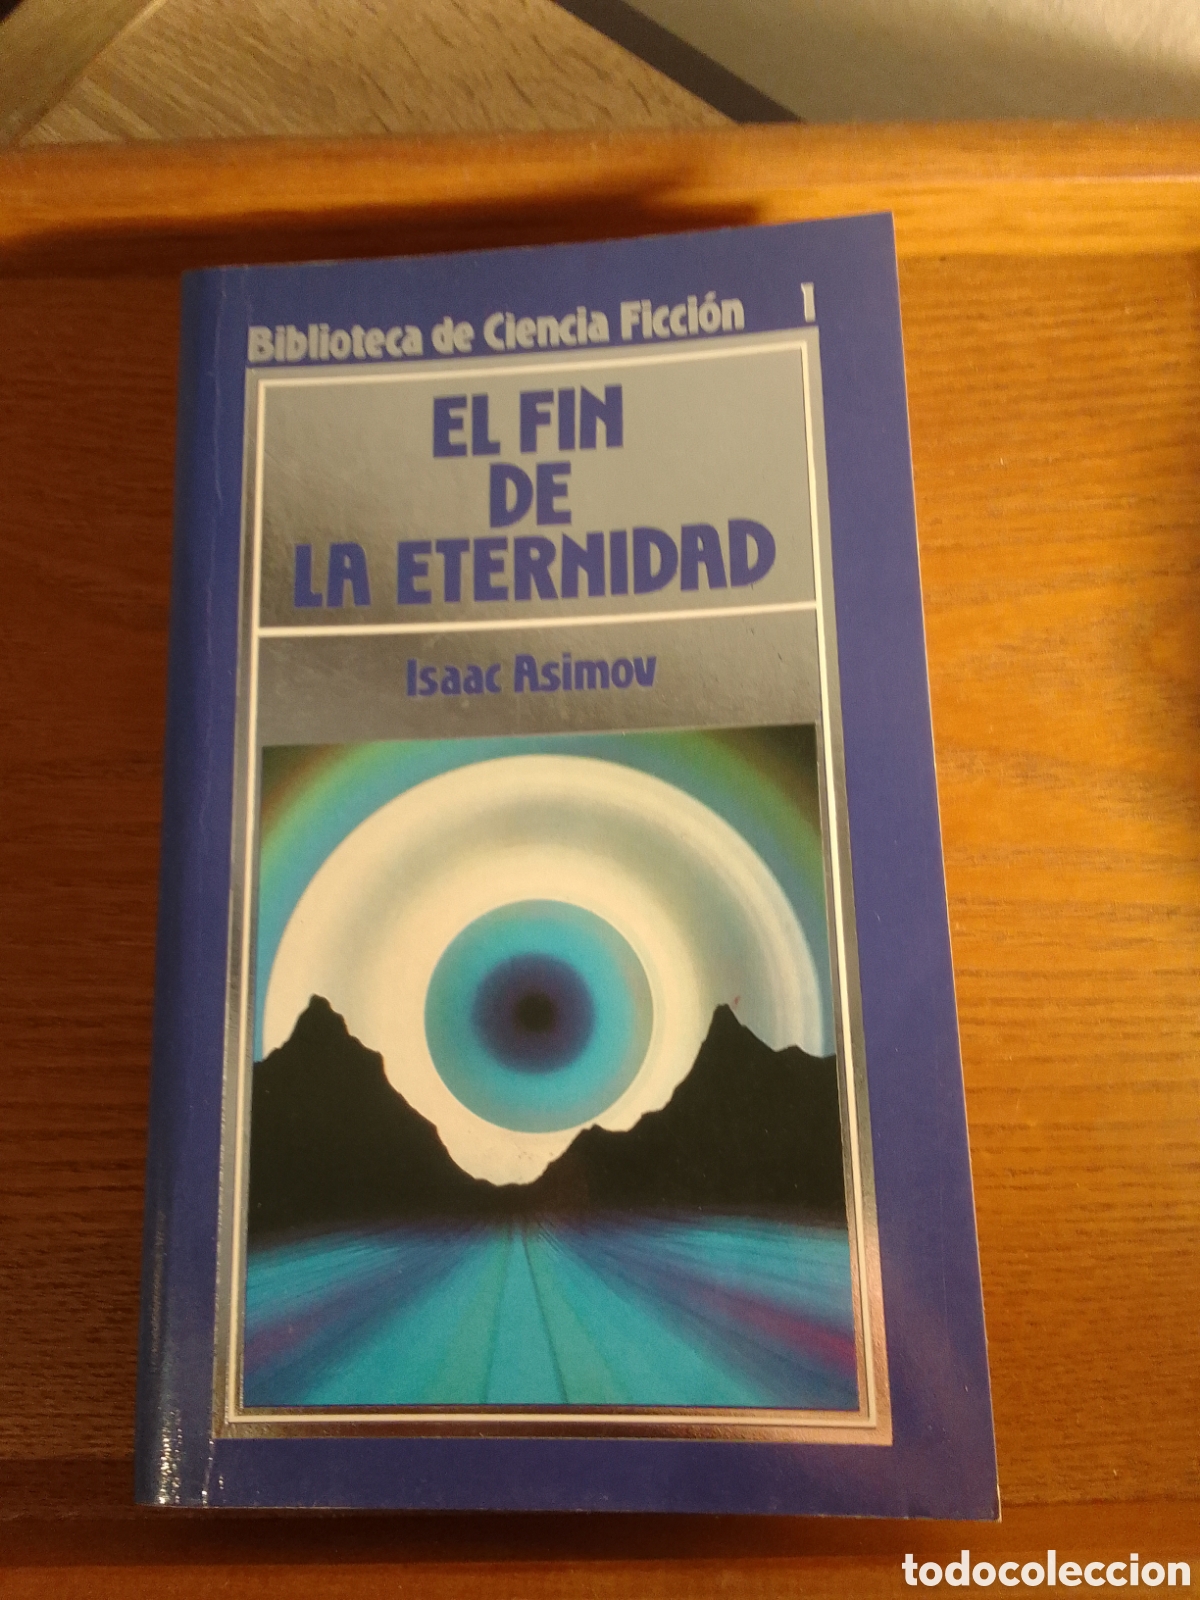 Biblioteca de Ciencia Ficción 1
EL FIN
DE
LA ETERNIDAD
Isaac Asimov
todocoleccion